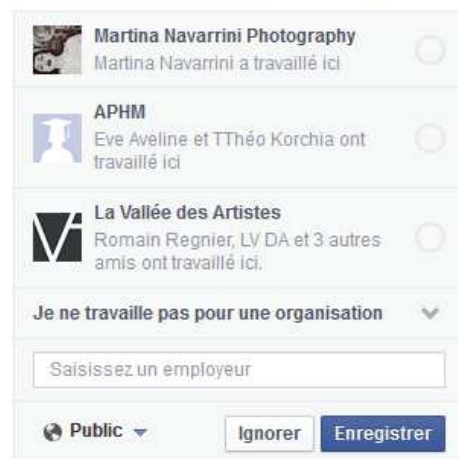 Martina Navarrini Photography
Martina Navarrini a travaillé ici
APHM
Eve Aveline et TThéo Korchia ont
travaillé ici
La Vallée des Artistes
Romain Regnier, LV DA et 3 autres
amis ont travaillé ici.
Je ne travaille pas pour une organisation
Saisissez un employeur
Public
Ignorer
Enregistrer